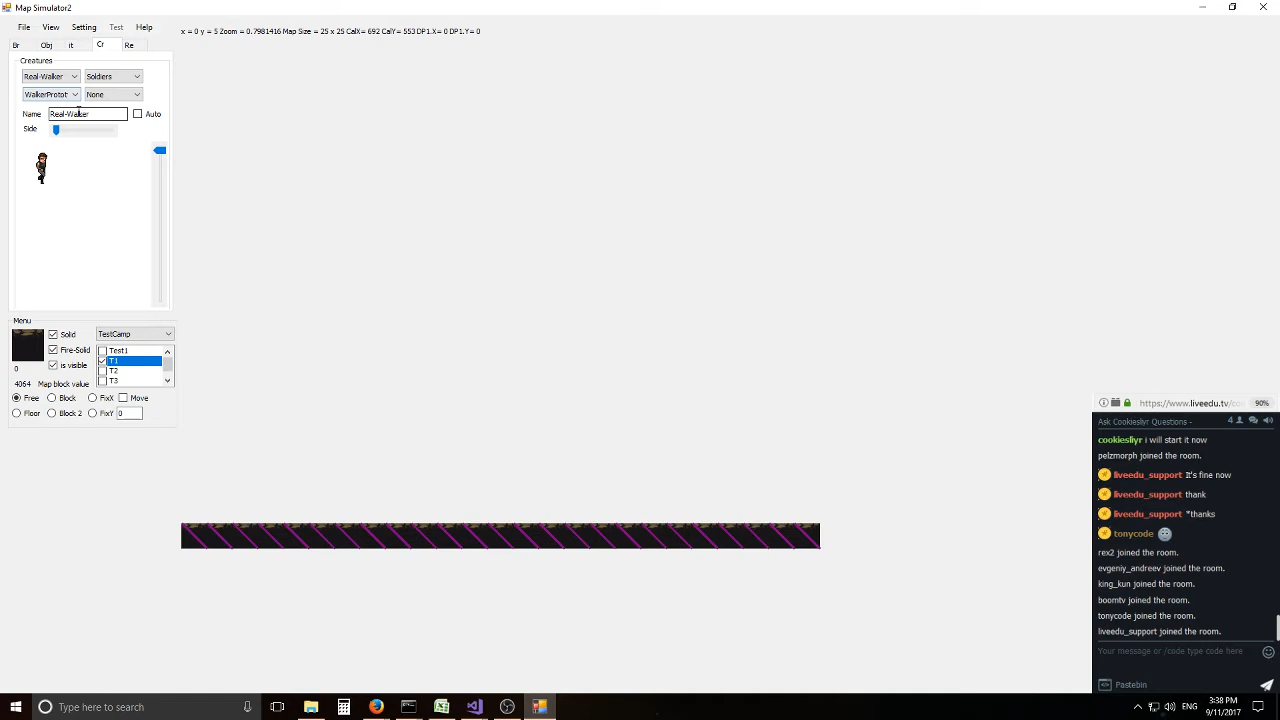 Map Simulator2
File View Setting Test Help
x = 0 y = 5 Zoom = 0.7981416 Map Size = 25 x 25 CalX= 692 CalY= 553 DP1.X= 0 DP1.Y= 0
Br Obj it Cr Re
Creatures
Real-Walker Soldiers
WalkerProtot None
Name Real-Walker Auto
Side
Menu
Solid TestCamp
Fire-Solid Test1
is visible T1
0 T2
4064 Map block value T3
Free Block FixX Move
Floor Block 2 FixY 0
https://www.liveedu.tv/co 90%
Ask Cookiesliyr Questions - 4
cookiesliyr i will start it now
pelzmorph joined the room.
liveedu_support It's fine now
liveedu_support thank
liveedu_support *thanks
tonycode
rex2 joined the room.
evgeniy_andreev joined the room.
king_kun joined the room.
boomtv joined the room.
tonycode joined the room.
liveedu_support joined the room.
Your message or /code type code here
Pastebin
Type here to search
ENG
3:38 PM
9/11/2017